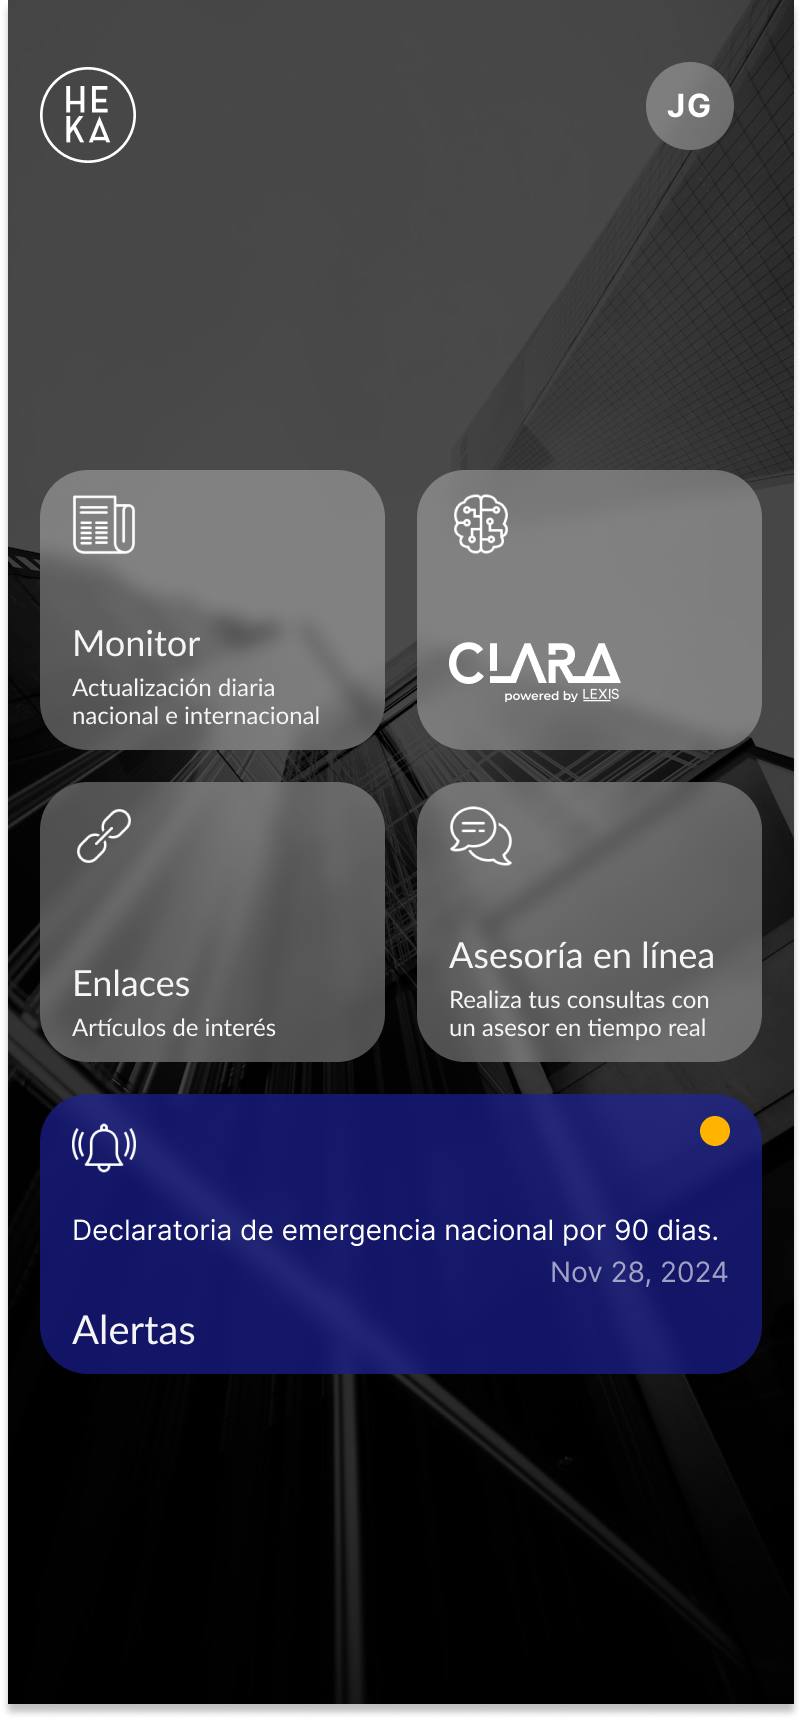 HE
KA
JG
Monitor
Actualización diaria
nacional e internacional
CLARA
powered by LEXIS
Enlaces
Artículos de interés
Asesoría en línea
Realiza tus consultas con
un asesor en tiempo real
Declaratoria de emergencia nacional por 90 dias.
Nov 28, 2024
Alertas